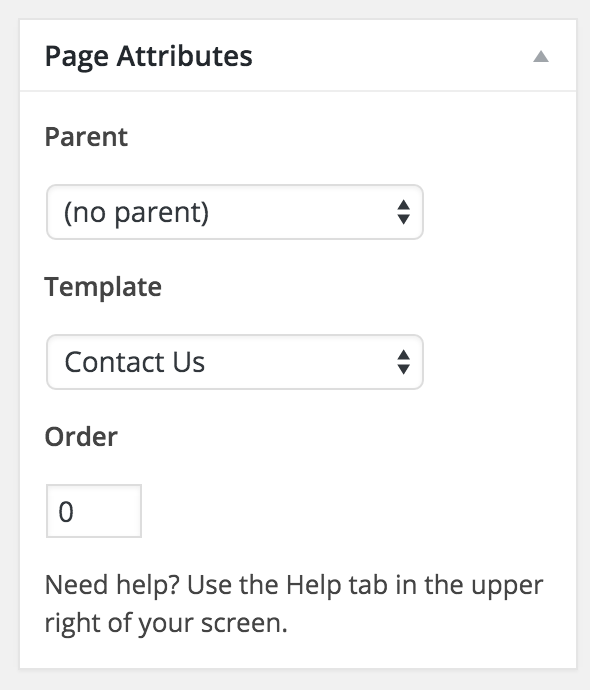 Page Attributes
Parent
(no parent)
Template
Contact Us
Order
0
Need help? Use the Help tab in the upper
right of your screen.